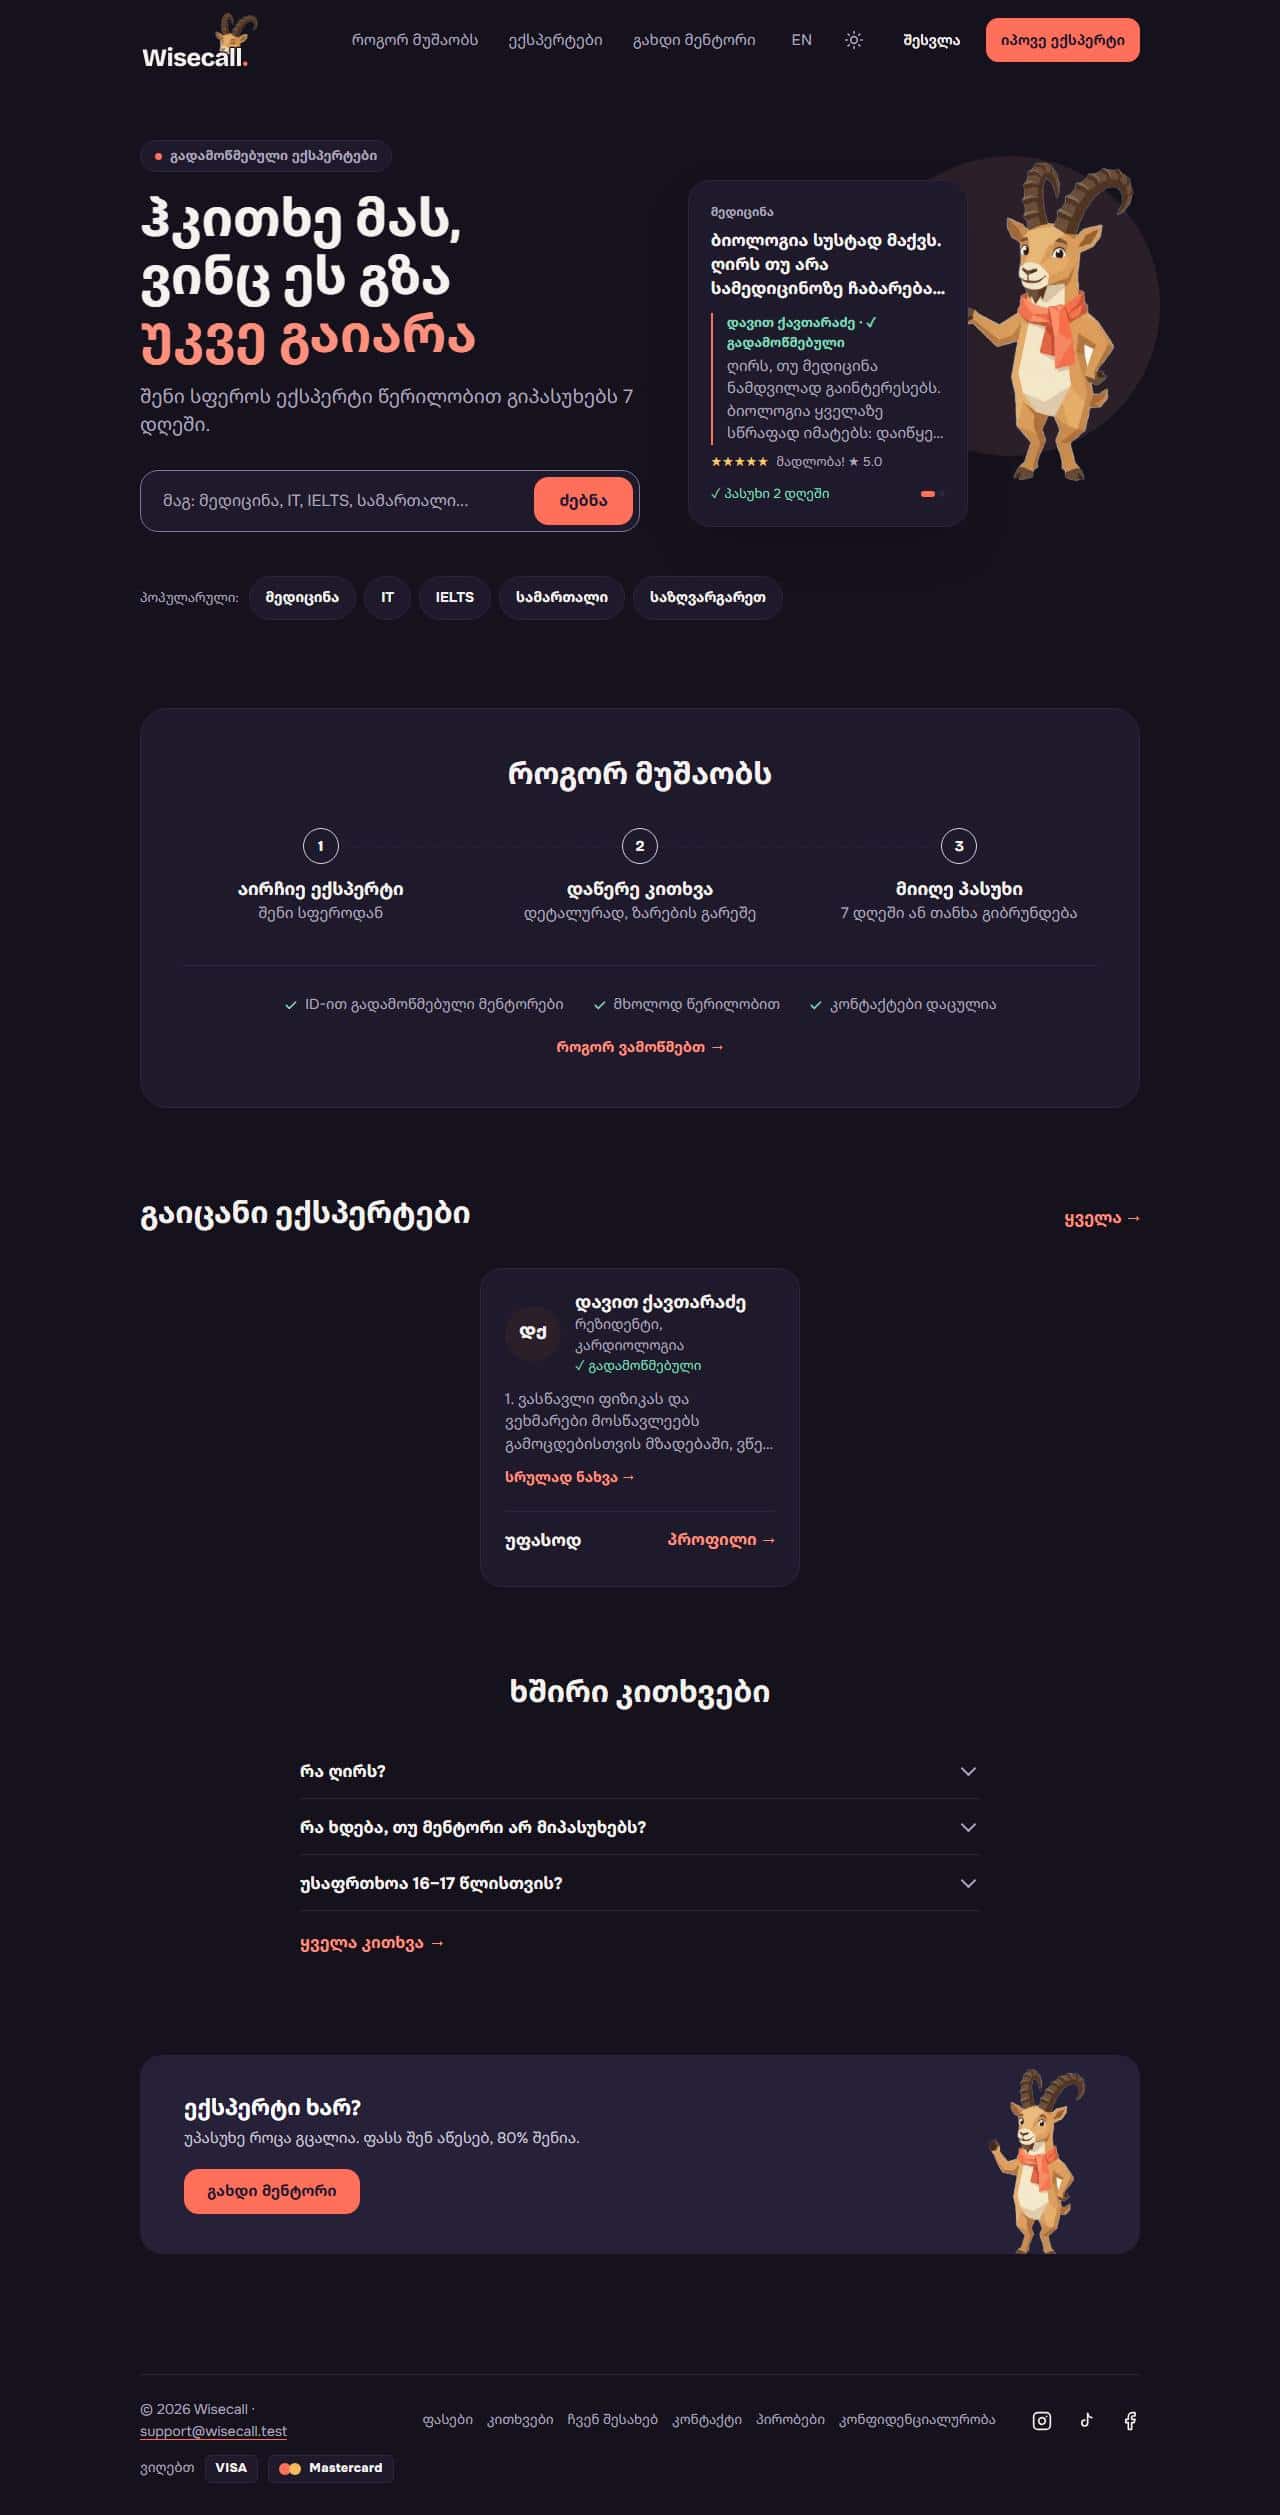 Wisecall.
როგორ მუშაობს
ექსპერტები
გახდი მენტორი
EN
შესვლა
იპოვე ექსპერტი
გადამოწმებული ექსპერტები
ჰკითხე მას,
ვინც ეს გზა
უკვე გაიარა
შენი სფეროს ექსპერტი წერილობით გიპასუხებს 7
დღეში.
მაგ: მედიცინა, IT, IELTS, სამართალი...
ძებნა
მედიცინა
ბიოლოგია სუსტად მაქვს.
ღირს თუ არა
სამედიცინოზე ჩაბარება...
დავით ქავთარაძე · ✓
გადამოწმებული
ღირს, თუ მედიცინა
ნამდვილად გაინტერესებს.
ბიოლოგია ყველაზე
სწრაფად იმატებს: დაიწყე...
★★★★★ მადლობა! ★ 5.0
✓ პასუხი 2 დღეში
პოპულარული:
მედიცინა
IT
IELTS
სამართალი
საზღვარგარეთ
როგორ მუშაობს
1
2
3
აირჩიე ექსპერტი
დაწერე კითხვა
მიიღე პასუხი
შენი სფეროდან
დეტალურად, ზარების გარეშე
7 დღეში ან თანხა გიბრუნდება
✓ ID-ით გადამოწმებული მენტორები
✓ მხოლოდ წერილობით
✓ კონტაქტები დაცულია
როგორ ვამოწმებთ →
გაიცანი ექსპერტები
ყველა →
დქ
დავით ქავთარაძე
რეზიდენტი,
კარდიოლოგია
✓ გადამოწმებული
1. ვასწავლი ფიზიკას და
ვეხმარები მოსწავლეებს
გამოცდებისთვის მზადებაში, ვწე...
სრულად ნახვა →
უფასოდ
პროფილი →
ხშირი კითხვები
რა ღირს?
რა ხდება, თუ მენტორი არ მიპასუხებს?
უსაფრთხოა 16–17 წლისთვის?
ყველა კითხვა →
ექსპერტი ხარ?
უპასუხე როცა გცალია. ფასს შენ აწესებ, 80% შენია.
გახდი მენტორი
© 2026 Wisecall ·
support@wisecall.test
ფასები
კითხვები
ჩვენ შესახებ
კონტაქტი
პირობები
კონფიდენციალურობა
ვიღებთ
VISA
Mastercard